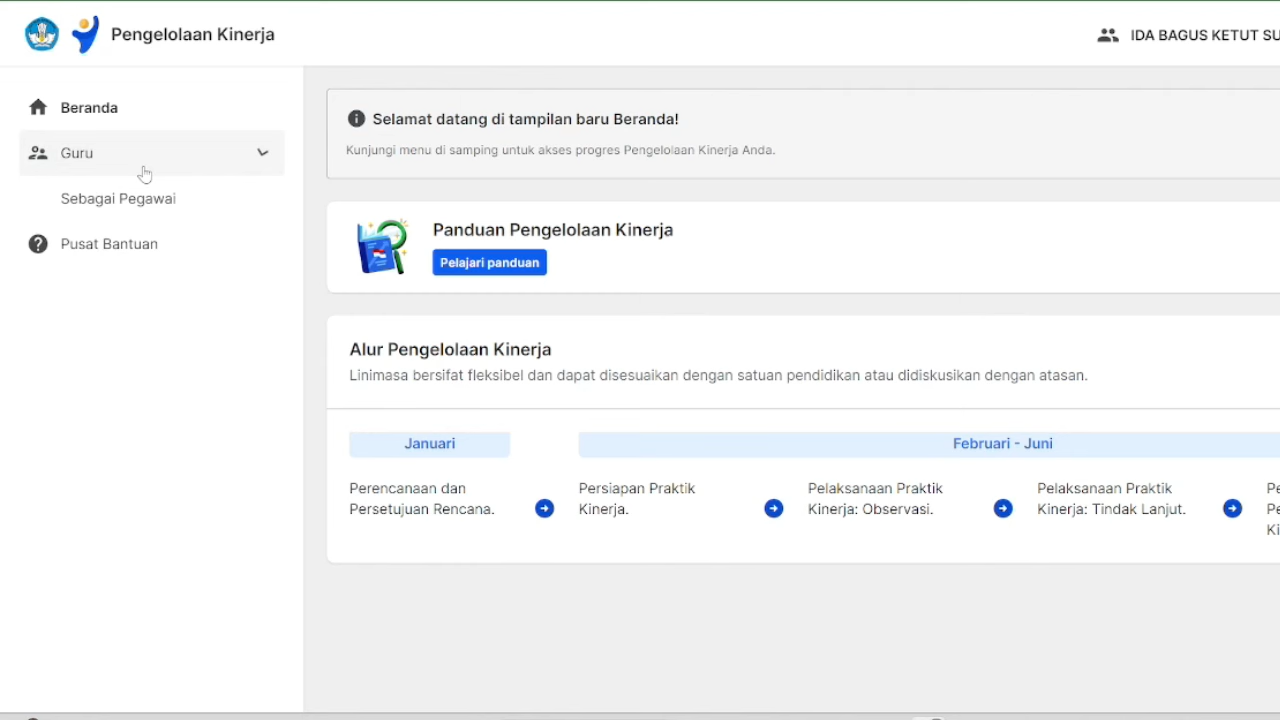 Pengelolaan Kinerja
IDA BAGUS KETUT
Beranda
Guru
Sebagai Pegawai
Pusat Bantuan
Selamat datang di tampilan baru Beranda!
Kunjungi menu di samping untuk akses progres Pengelolaan Kinerja Anda.
Panduan Pengelolaan Kinerja
Pelajari panduan
Alur Pengelolaan Kinerja
Linimasa bersifat fleksibel dan dapat disesuaikan dengan satuan pendidikan atau didiskusikan dengan atasan.
Januari
Februari - Juni
Perencanaan dan
Persetujuan Rencana.
Persiapan Praktik
Kinerja.
Pelaksanaan Praktik
Kinerja: Observasi.
Pelaksanaan Praktik
Kinerja: Tindak Lanjut.